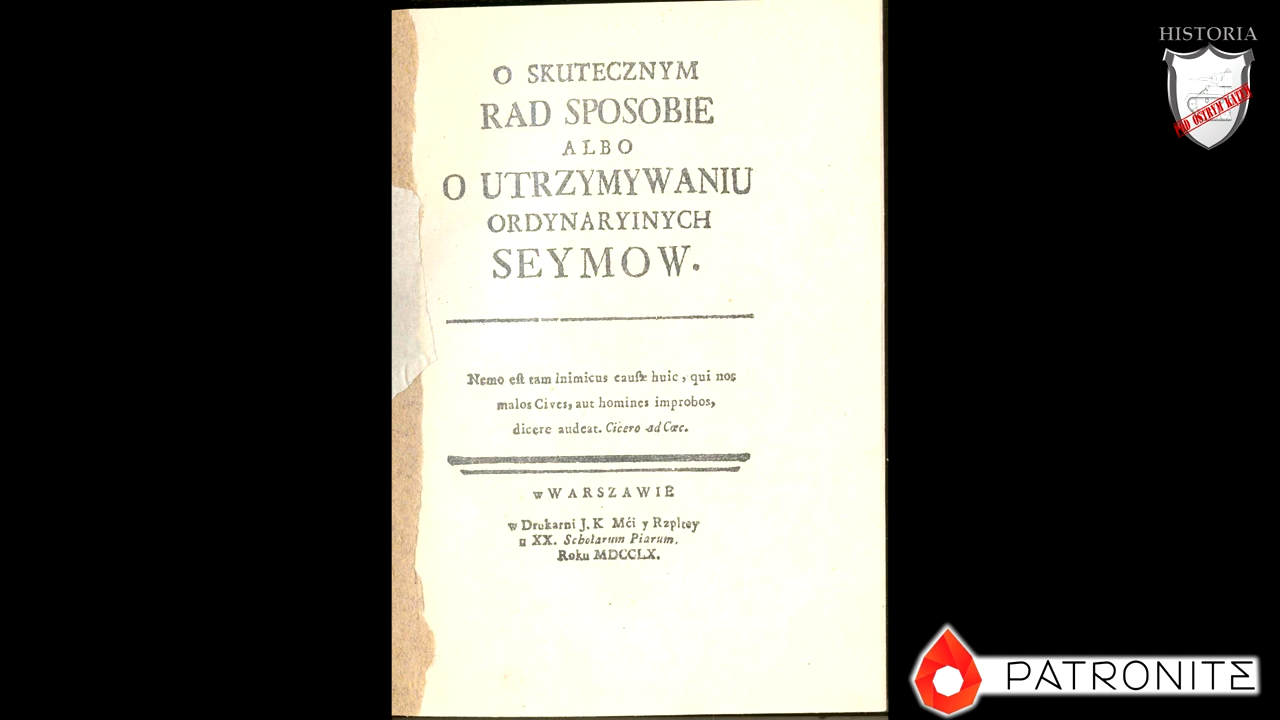 O SKUTECZNYM
RAD SPOSOBIE
ALBO
O UTRZYMYWANIU
ORDYNARYINYCH
SEYMOW.
Nemo est tam inimicus causæ huic, qui nos
malos Cives, aut homines improbos,
dicere audeat. Cicero ad Cœc.
w WARSZAWIE
w Drukarni J. K Mći y Rzpltey
u XX. Scholarum Piarum.
Roku MDCCLX.
HISTORIA
POD OSTRYM KĄTEM
PATRONITE